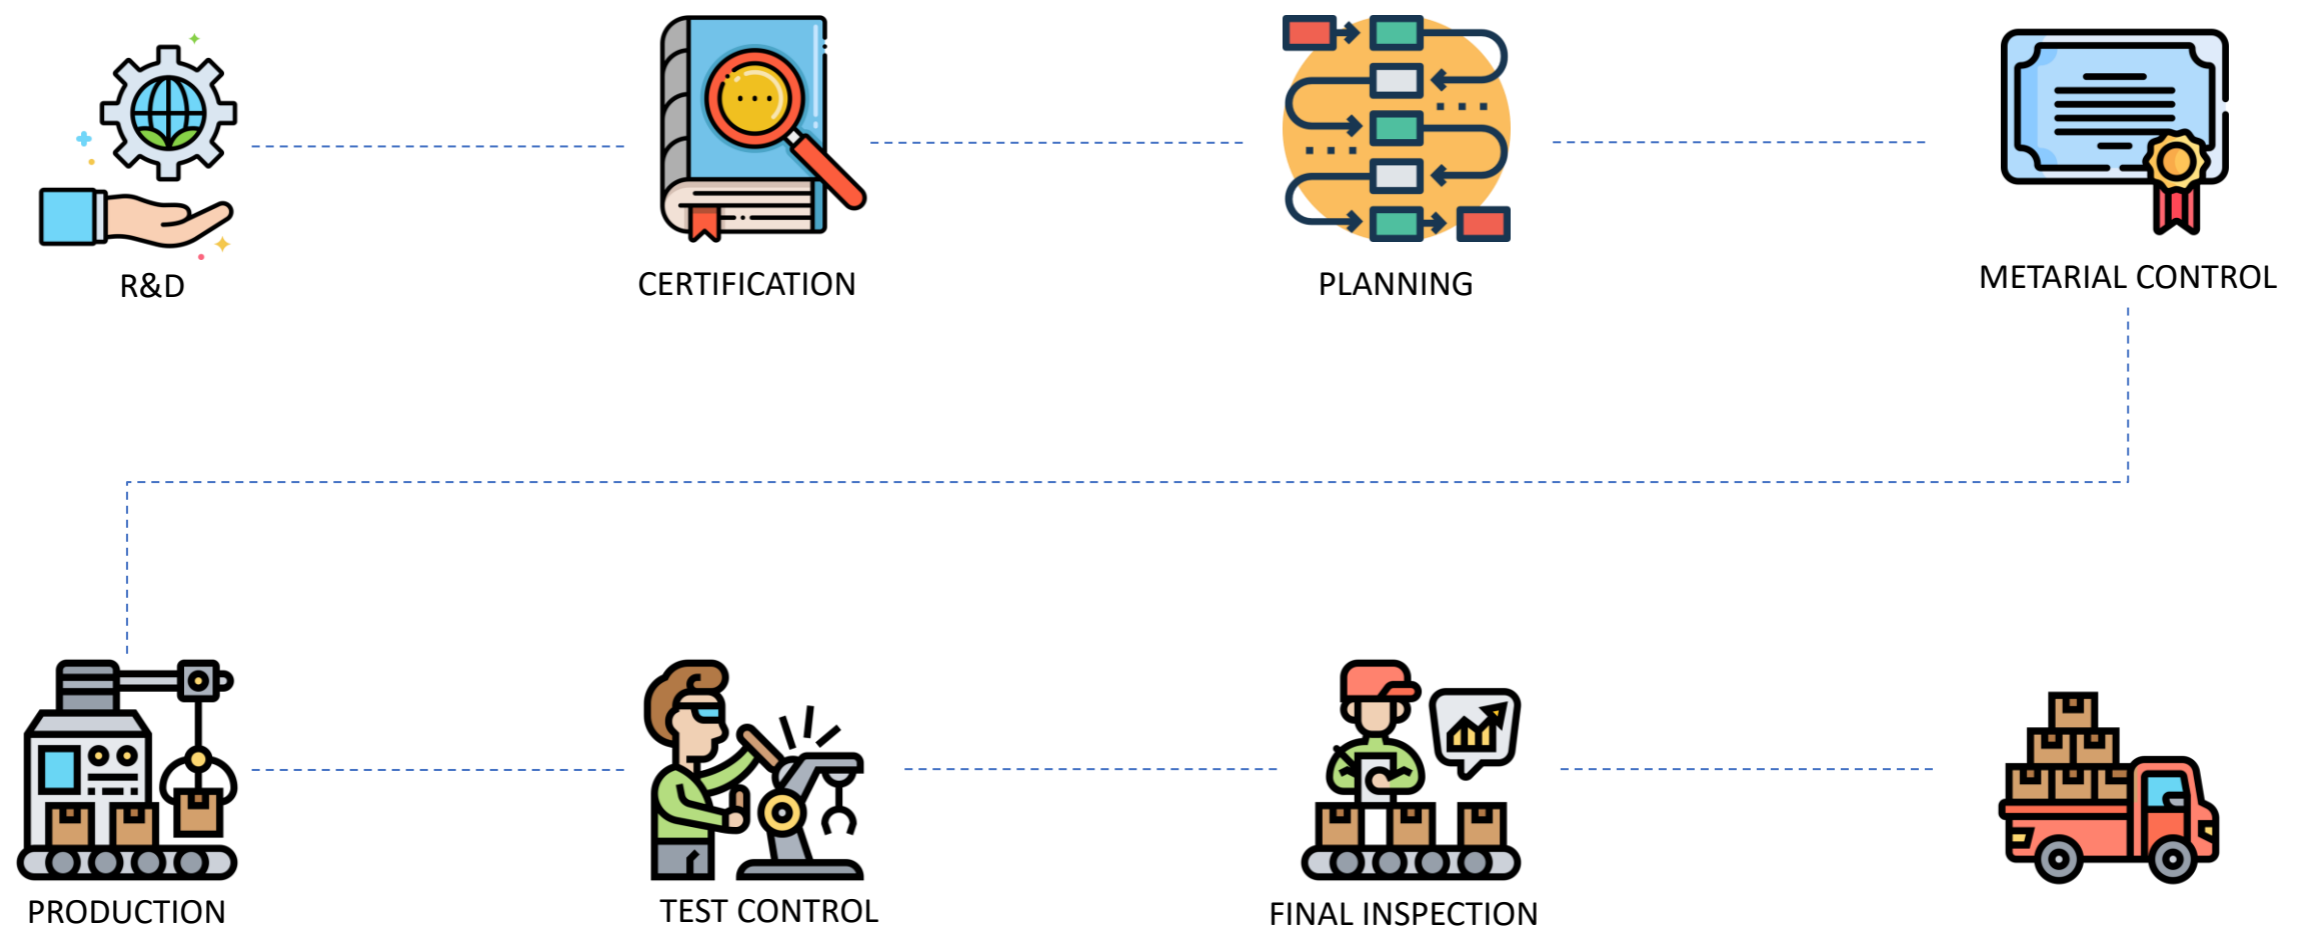 R&D
CERTIFICATION
PLANNING
METARIAL CONTROL
PRODUCTION
TEST CONTROL
FINAL INSPECTION